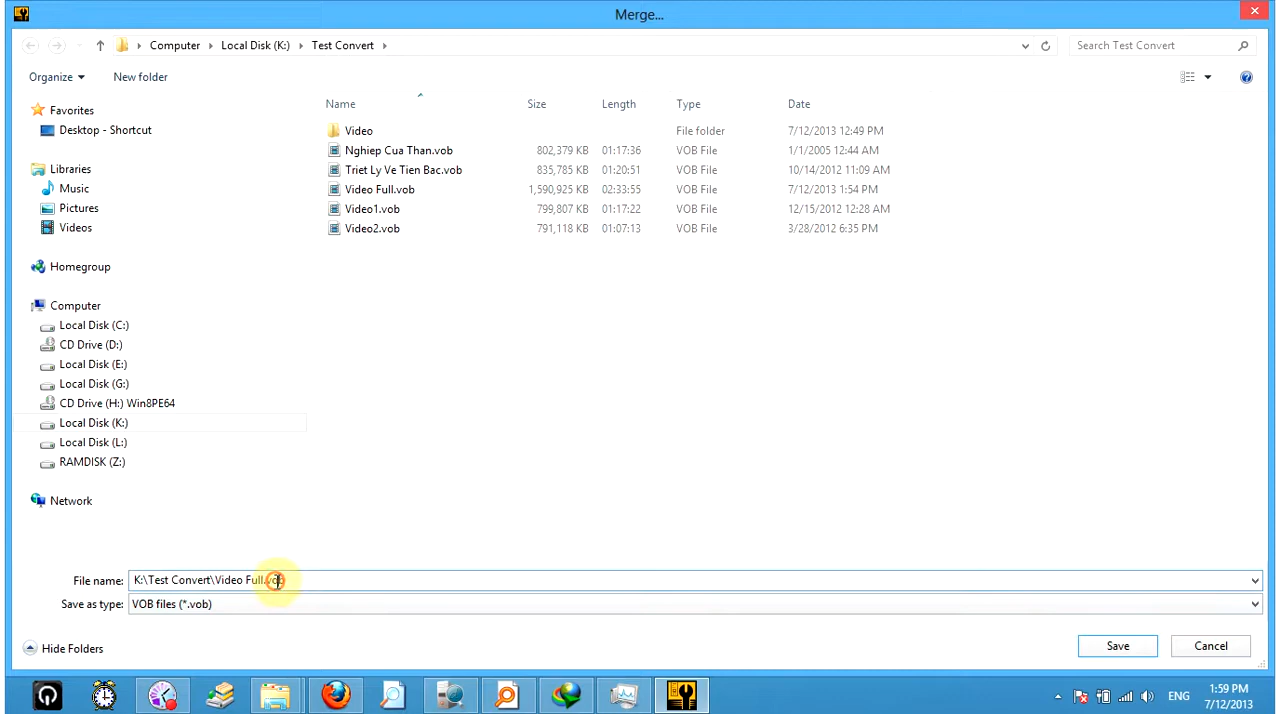 Merge...
Computer Local Disk (K:) Test Convert Search Test Convert
Organize New folder
Name Size Length Type Date
Favorites
Desktop - Shortcut
Libraries
Music
Pictures
Videos
Homegroup
Computer
Local Disk (C:)
CD Drive (D:)
Local Disk (E:)
Local Disk (G:)
CD Drive (H:) Win8PE64
Local Disk (K:)
Local Disk (L:)
RAMDISK (Z:)
Network
Video File folder 7/12/2013 12:49 PM
Nghiep Cua Than.vob 802,379 KB 01:17:36 VOB File 1/1/2005 12:44 AM
Triet Ly Ve Tien Bac.vob 835,785 KB 01:20:51 VOB File 10/14/2012 11:09 AM
Video Full.vob 1,590,925 KB 02:33:55 VOB File 7/12/2013 1:54 PM
Video1.vob 799,807 KB 01:17:22 VOB File 12/15/2012 12:28 AM
Video2.vob 791,118 KB 01:07:13 VOB File 3/28/2012 6:35 PM
File name: K:\Test Convert\Video Full.vob
Save as type: VOB files (*.vob)
Hide Folders Save Cancel
ENG 1:59 PM
7/12/2013